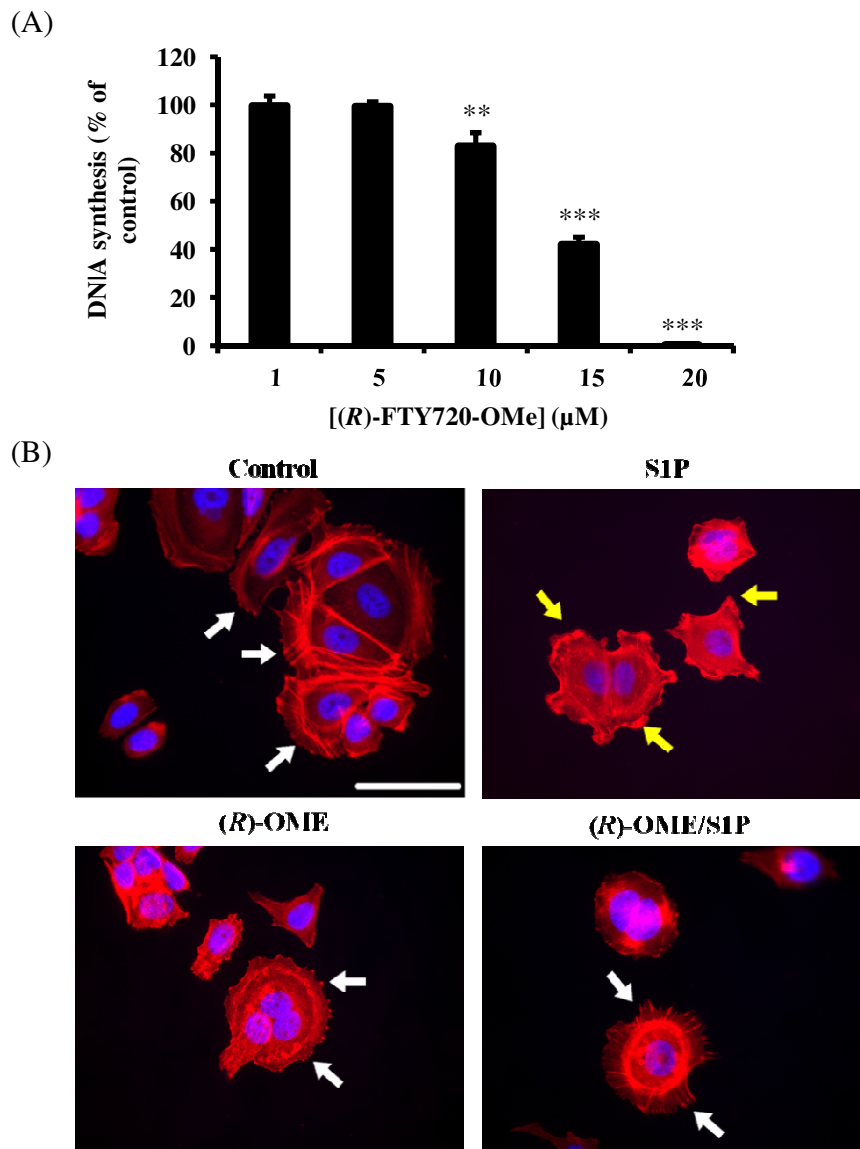 (A)
120
100
80
60
40
20
0
DN|A synthesis (% of
control)
**
***
***
1 5 10 15 20
[(R)-FTY720-OMe] (µM)
(B)
Control
S1P
(R)-OME
(R)-OME/S1P